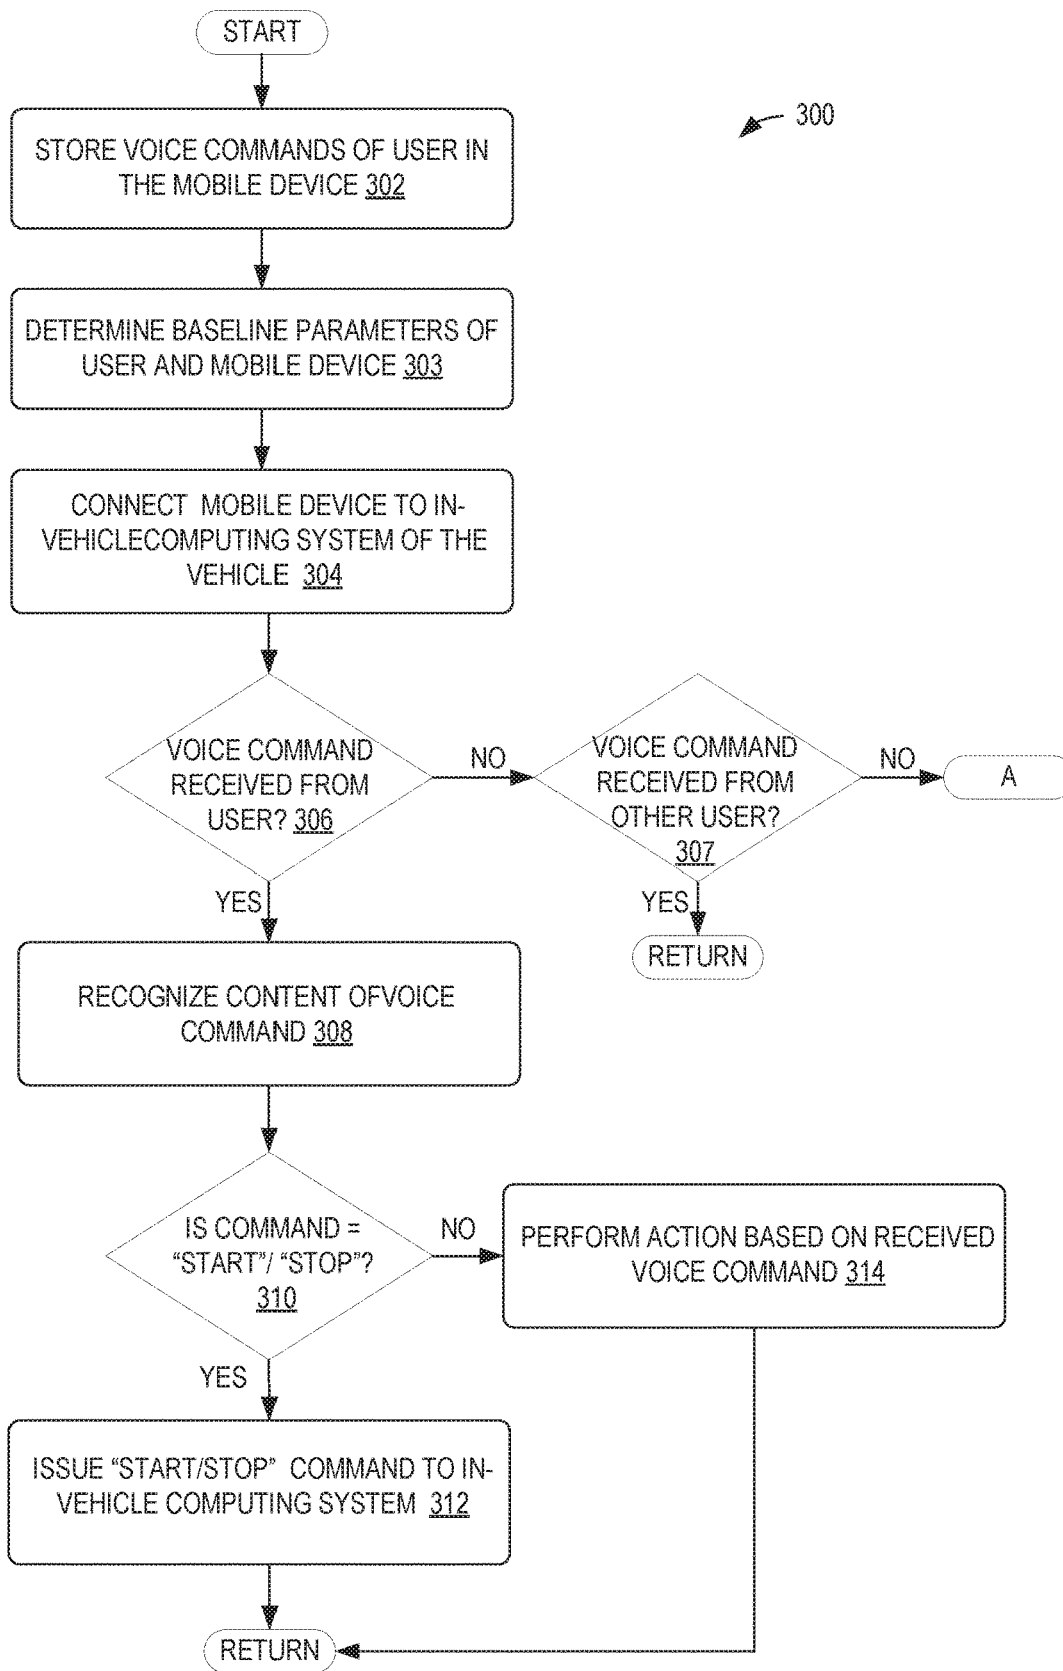 START
300
STORE VOICE COMMANDS OF USER IN
THE MOBILE DEVICE 302
DETERMINE BASELINE PARAMETERS OF
USER AND MOBILE DEVICE 303
CONNECT MOBILE DEVICE TO IN-
VEHICLECOMPUTING SYSTEM OF THE
VEHICLE 304
VOICE COMMAND
RECEIVED FROM
USER? 306
NO
VOICE COMMAND
RECEIVED FROM
OTHER USER?
307
NO
A
YES
YES
RETURN
RECOGNIZE CONTENT OFVOICE
COMMAND 308
IS COMMAND =
“START”/ “STOP”?
310
NO
PERFORM ACTION BASED ON RECEIVED
VOICE COMMAND 314
YES
ISSUE “START/STOP” COMMAND TO IN-
VEHICLE COMPUTING SYSTEM 312
RETURN